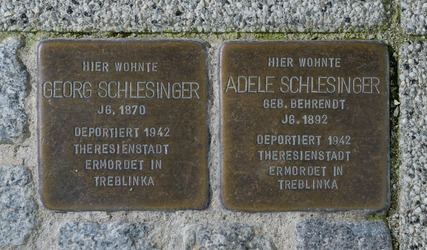 HIER WOHNTE
GEORG SCHLESINGER
JG. 1870
DEPORTIERT 1942
THERESIENSTADT
ERMORDET IN
TREBLINKA
HIER WOHNTE
ADELE SCHLESINGER
GEB. BEHRENDT
JG. 1892
DEPORTIERT 1942
THERESIENSTADT
ERMORDET IN
TREBLINKA